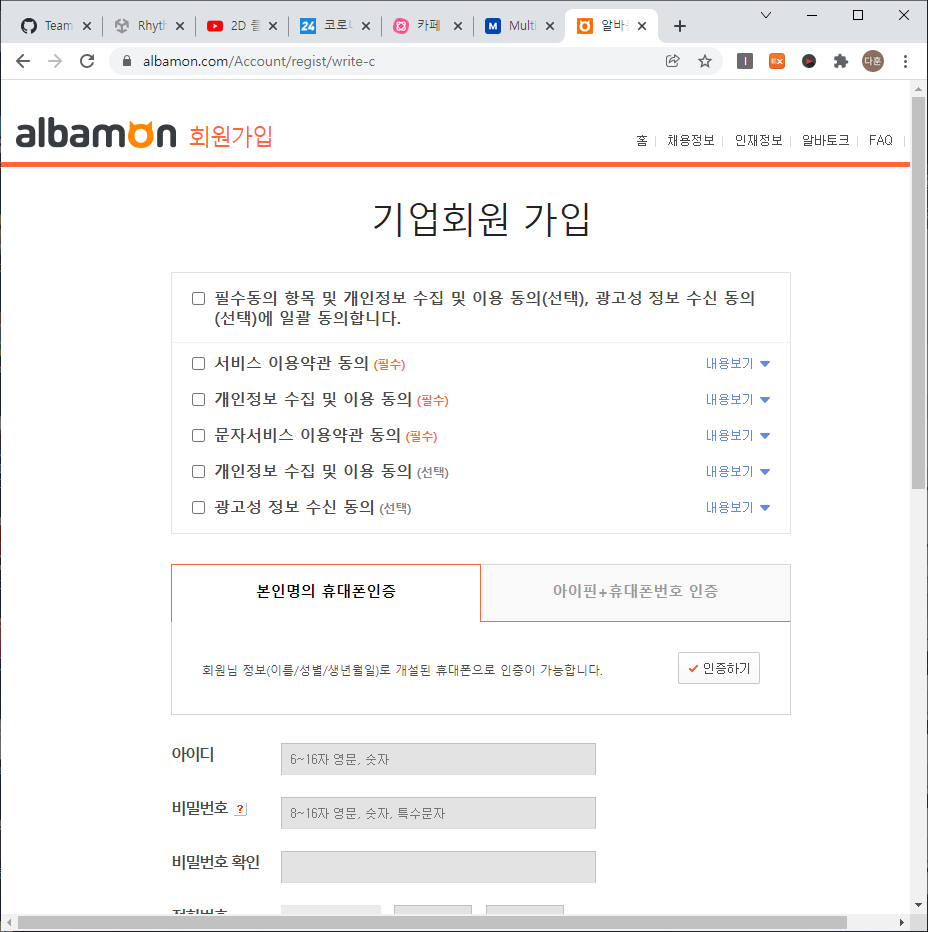 Team
Rhyth
2D
코로
카페
Multi
알바
albamon.com/Account/regist/write-c
EX
다훈
albamon 회원가입
홈 채용정보 인재정보 알바토크 FAQ
기업회원 가입
필수동의 항목 및 개인정보 수집 및 이용 동의(선택), 광고성 정보 수신 동의
(선택)에 일괄 동의합니다.
서비스 이용약관 동의 (필수) 내용보기
개인정보 수집 및 이용 동의 (필수) 내용보기
문자서비스 이용약관 동의 (필수) 내용보기
개인정보 수집 및 이용 동의 (선택) 내용보기
광고성 정보 수신 동의 (선택) 내용보기
본인명의 휴대폰인증 아이핀+휴대폰번호 인증
회원님 정보(이름/성별/생년월일)로 개설된 휴대폰으로 인증이 가능합니다. 인증하기
아이디 6~16자 영문, 숫자
비밀번호 ? 8~16자 영문, 숫자, 특수문자
비밀번호 확인